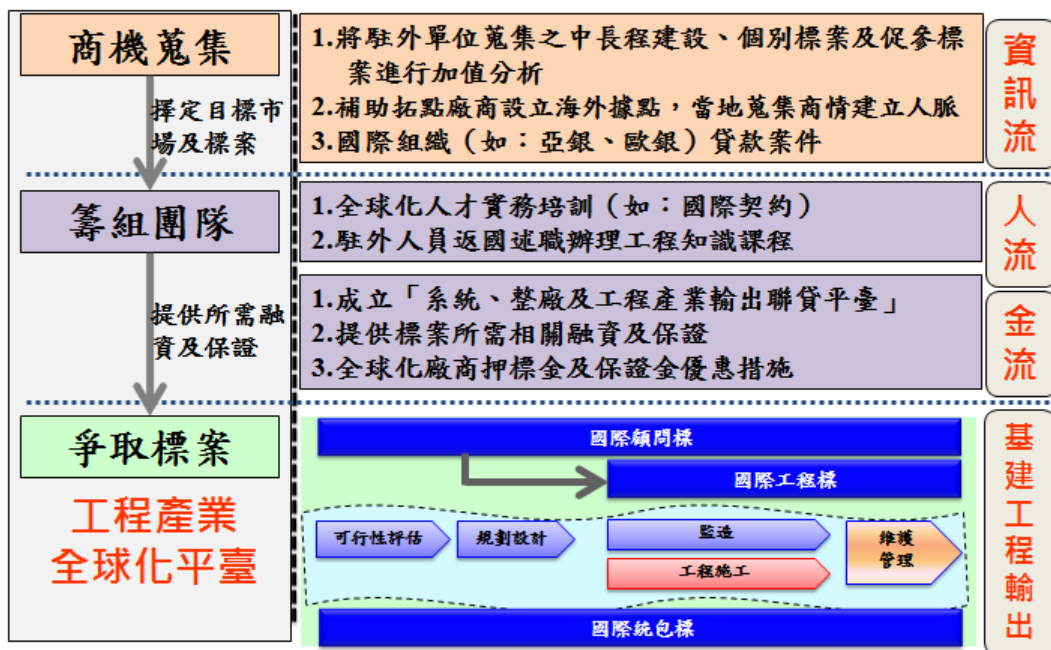 商機蒐集
擇定目標市
場及標案
籌組團隊
提供所需融
資及保證
爭取標案
工程產業
全球化平臺
1.將駐外單位蒐集之中長程建設、個別標案及促參標
案進行加值分析
2.補助拓點廠商設立海外據點，當地蒐集商情建立人脈
3.國際組織（如：亞銀、歐銀）貸款案件
資訊流
1.全球化人才實務培訓（如：國際契約）
2.駐外人員返國述職辦理工程知識課程
人流
1.成立「系統、整廠及工程產業輸出聯貸平臺」
2.提供標案所需相關融資及保證
3.全球化廠商押標金及保證金優惠措施
金流
國際顧問標
國際工程標
可行性評估
規劃設計
監造
工程施工
維護
管理
國際統包標
基建工程輸出